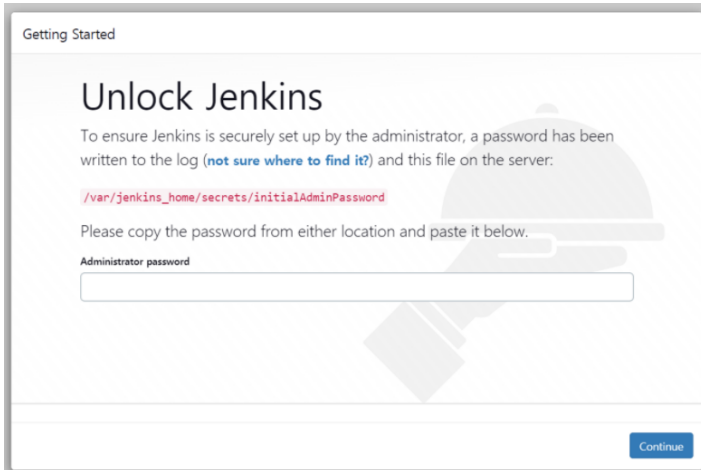 Getting Started
Unlock Jenkins
To ensure Jenkins is securely set up by the administrator, a password has been
written to the log (not sure where to find it?) and this file on the server:
/var/jenkins_home/secrets/initialAdminPassword
Please copy the password from either location and paste it below.
Administrator password
Continue